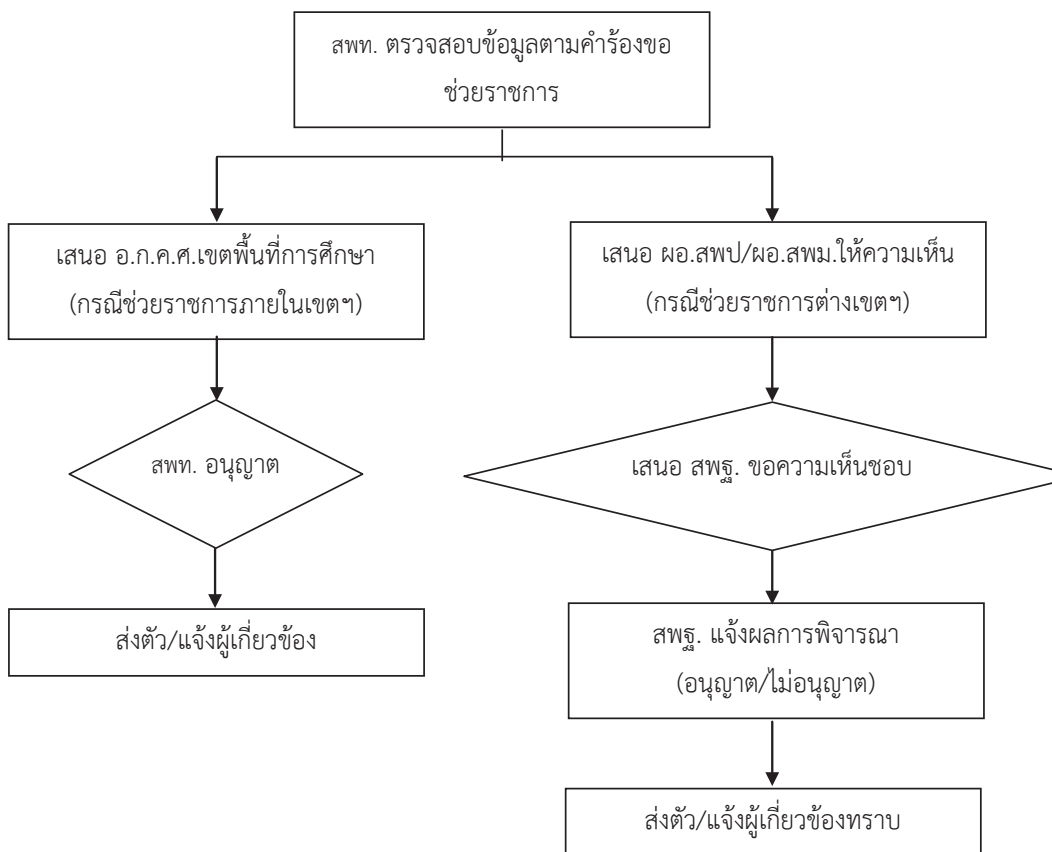 สพท. ตรวจสอบข้อมูลตามคำร้องขอ
ช่วยราชการ
เสนอ อ.ก.ค.ศ.เขตพื้นที่การศึกษา
(กรณีช่วยราชการภายในเขตฯ)
สพท. อนุญาต
ส่งตัว/แจ้งผู้เกี่ยวข้อง
เสนอ ผอ.สพป/ผอ.สพม.ให้ความเห็น
(กรณีช่วยราชการต่างเขตฯ)
เสนอ สพฐ. ขอความเห็นชอบ
สพฐ. แจ้งผลการพิจารณา
(อนุญาต/ไม่อนุญาต)
ส่งตัว/แจ้งผู้เกี่ยวข้องทราบ